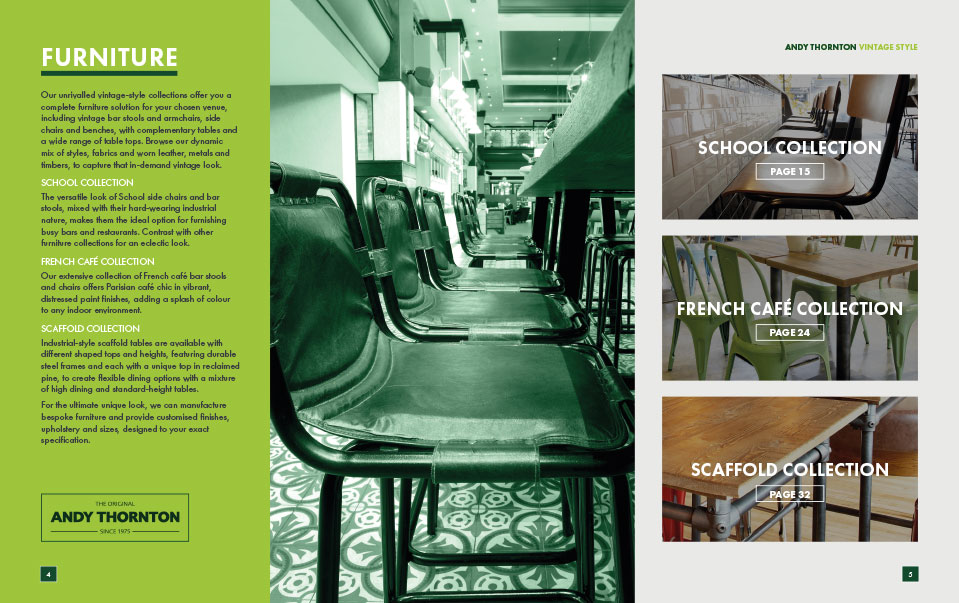 FURNITURE
Our unrivalled vintage-style collections offer you a
complete furniture solution for your chosen venue,
including vintage bar stools and armchairs, side
chairs and benches, with complementary tables and
a wide range of table tops. Browse our dynamic
mix of styles, fabrics and worn leather, metals and
timbers, to capture that in-demand vintage look.
SCHOOL COLLECTION
The versatile look of School side chairs and bar
stools, mixed with their hard-wearing industrial
nature, makes them the ideal option for furnishing
busy bars and restaurants. Contrast with other
furniture collections for an eclectic look.
FRENCH CAFÉ COLLECTION
Our extensive collection of French café bar stools
and chairs offers Parisian café chic in vibrant,
distressed paint finishes, adding a splash of colour
to any indoor environment.
SCAFFOLD COLLECTION
Industrial-style scaffold tables are available with
different shaped tops and heights, featuring durable
steel frames and each with a unique top in reclaimed
pine, to create flexible dining options with a mixture
of high dining and standard-height tables.
For the ultimate unique look, we can manufacture
bespoke furniture and provide customised finishes,
upholstery and sizes, designed to your exact
specification.
THE ORIGINAL
ANDY THORNTON
SINCE 1975
4
ANDY THORNTON VINTAGE STYLE
SCHOOL COLLECTION
PAGE 15
FRENCH CAFÉ COLLECTION
PAGE 24
SCAFFOLD COLLECTION
PAGE 32
5